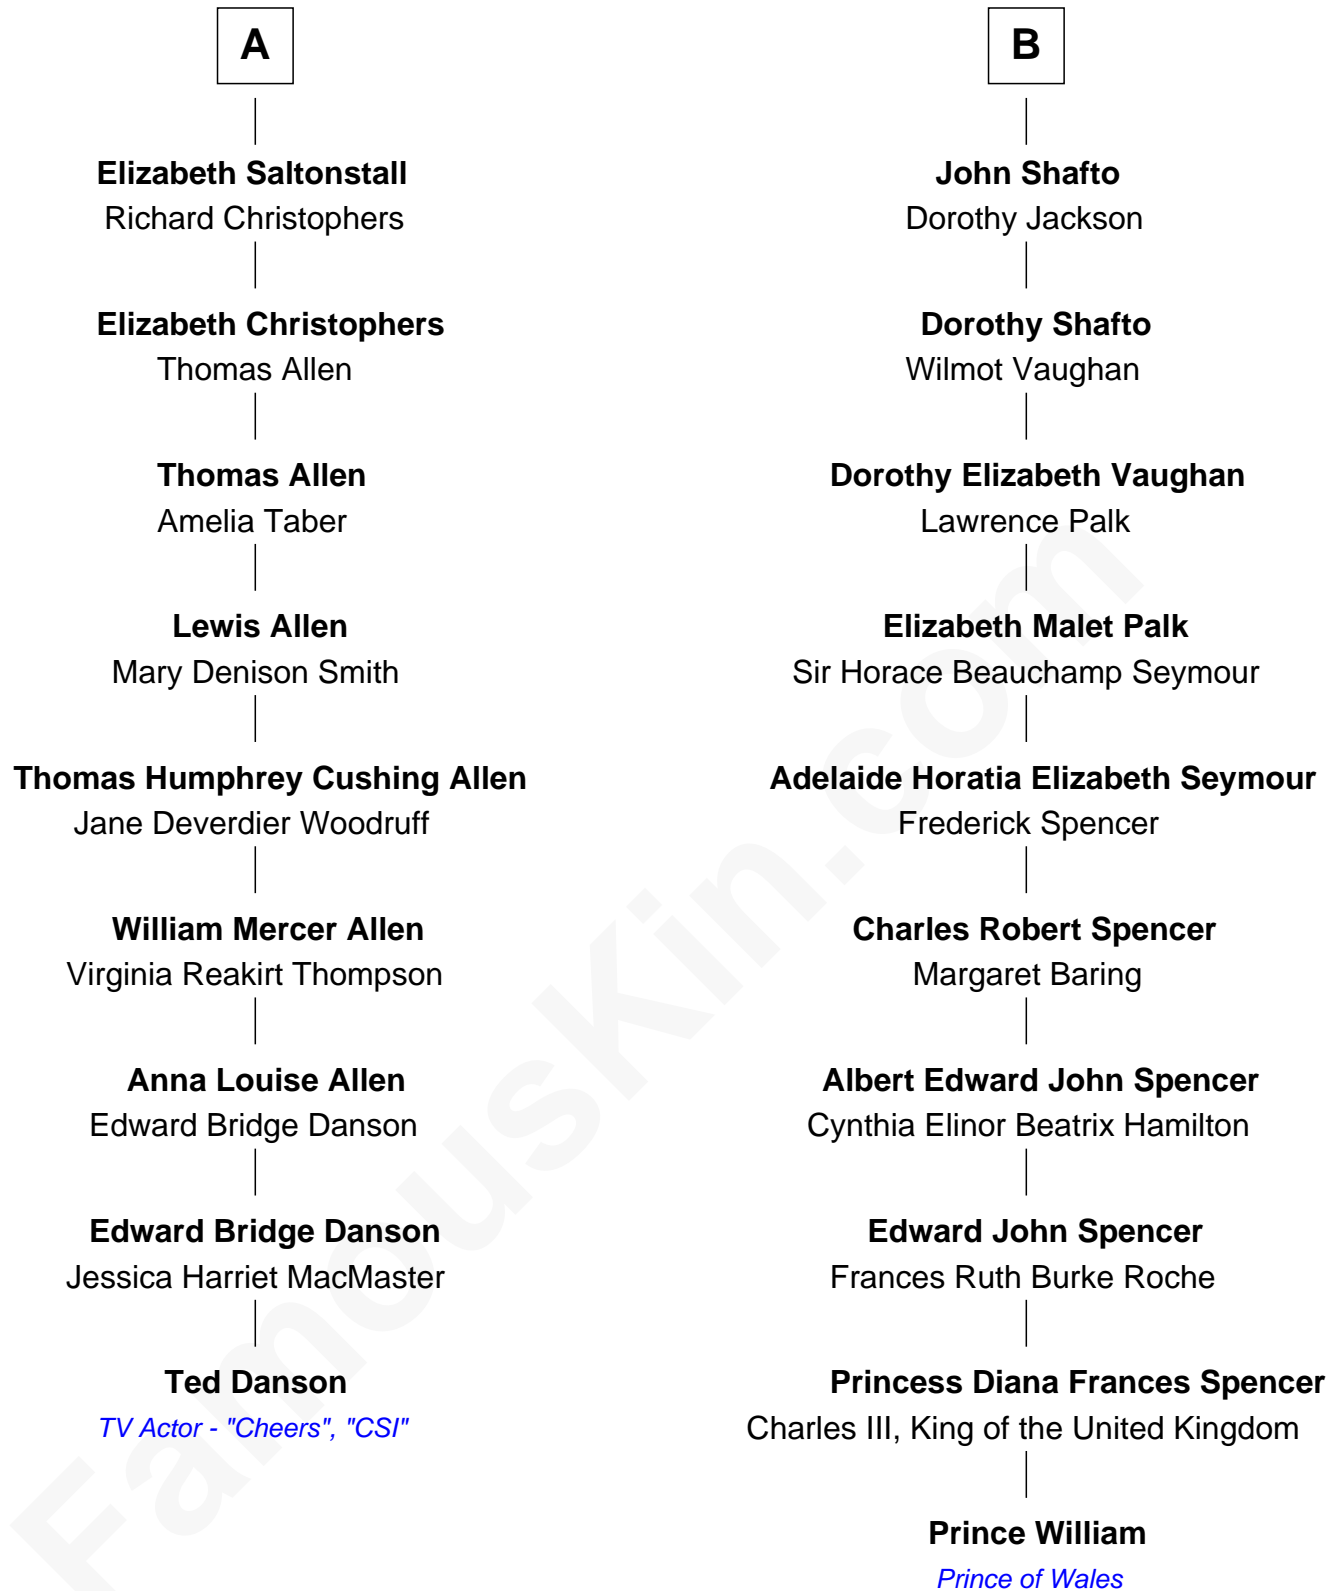 A
Elizabeth Saltonstall
Richard Christophers
Elizabeth Christophers
Thomas Allen
Thomas Allen
Amelia Taber
Lewis Allen
Mary Denison Smith
Thomas Humphrey Cushing Allen
Jane Deverdier Woodruff
William Mercer Allen
Virginia Reakirt Thompson
Anna Louise Allen
Edward Bridge Danson
Edward Bridge Danson
Jessica Harriet MacMaster
Ted Danson
TV Actor - "Cheers", "CSI"
B
John Shafto
Dorothy Jackson
Dorothy Shafto
Wilmot Vaughan
Dorothy Elizabeth Vaughan
Lawrence Palk
Elizabeth Malet Palk
Sir Horace Beauchamp Seymour
Adelaide Horatia Elizabeth Seymour
Frederick Spencer
Charles Robert Spencer
Margaret Baring
Albert Edward John Spencer
Cynthia Elinor Beatrix Hamilton
Edward John Spencer
Frances Ruth Burke Roche
Princess Diana Frances Spencer
Charles III, King of the United Kingdom
Prince William
Prince of Wales
FamousKin.com